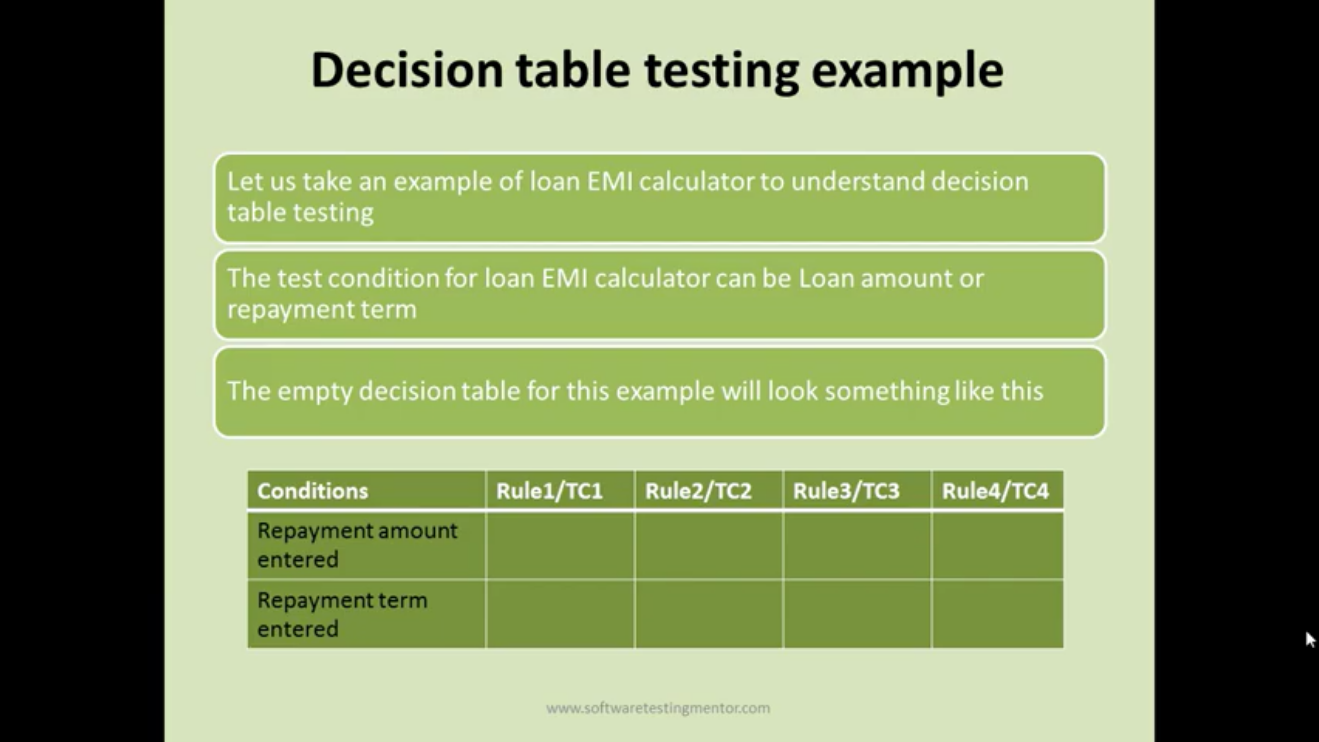 Decision table testing example
Let us take an example of loan EMI calculator to understand decision
table testing
The test condition for loan EMI calculator can be Loan amount or
repayment term
The empty decision table for this example will look something like this
Conditions Rule1/TC1 Rule2/TC2 Rule3/TC3 Rule4/TC4
Repayment amount
entered
Repayment term
entered
www.softwaretestingmentor.com